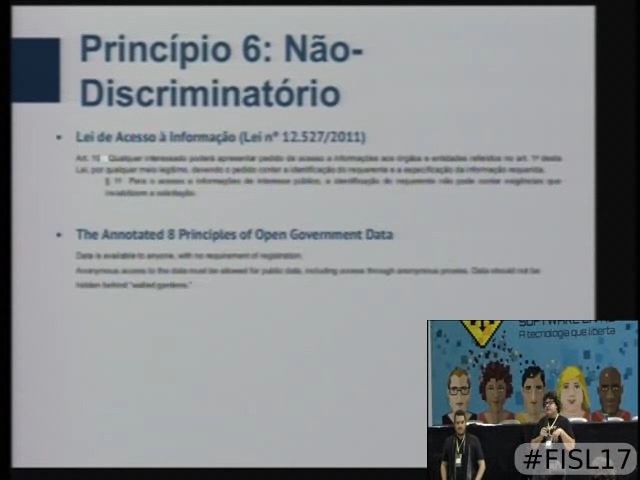 Princípio 6: Não-
Discriminatório
• Lei de Acesso à Informação (Lei nº 12.527/2011)
Art. 10 Qualquer interessado poderá apresentar pedido de acesso a informações aos órgãos e entidades referidos no art. 1º desta
Lei, por qualquer meio legítimo, devendo o pedido conter a identificação do requerente e a especificação da informação requerida.
§ 1º Para o acesso a informações de interesse público, a identificação do requerente não pode conter exigências que
inviabilizem a solicitação.
• The Annotated 8 Principles of Open Government Data
Data is available to anyone, with no requirement of registration.
Anonymous access to the data must be allowed for public data, including access through anonymous proxies. Data should not be
hidden behind "walled gardens."
SOFTWARE
A tecnologia que liberta
#FISL17